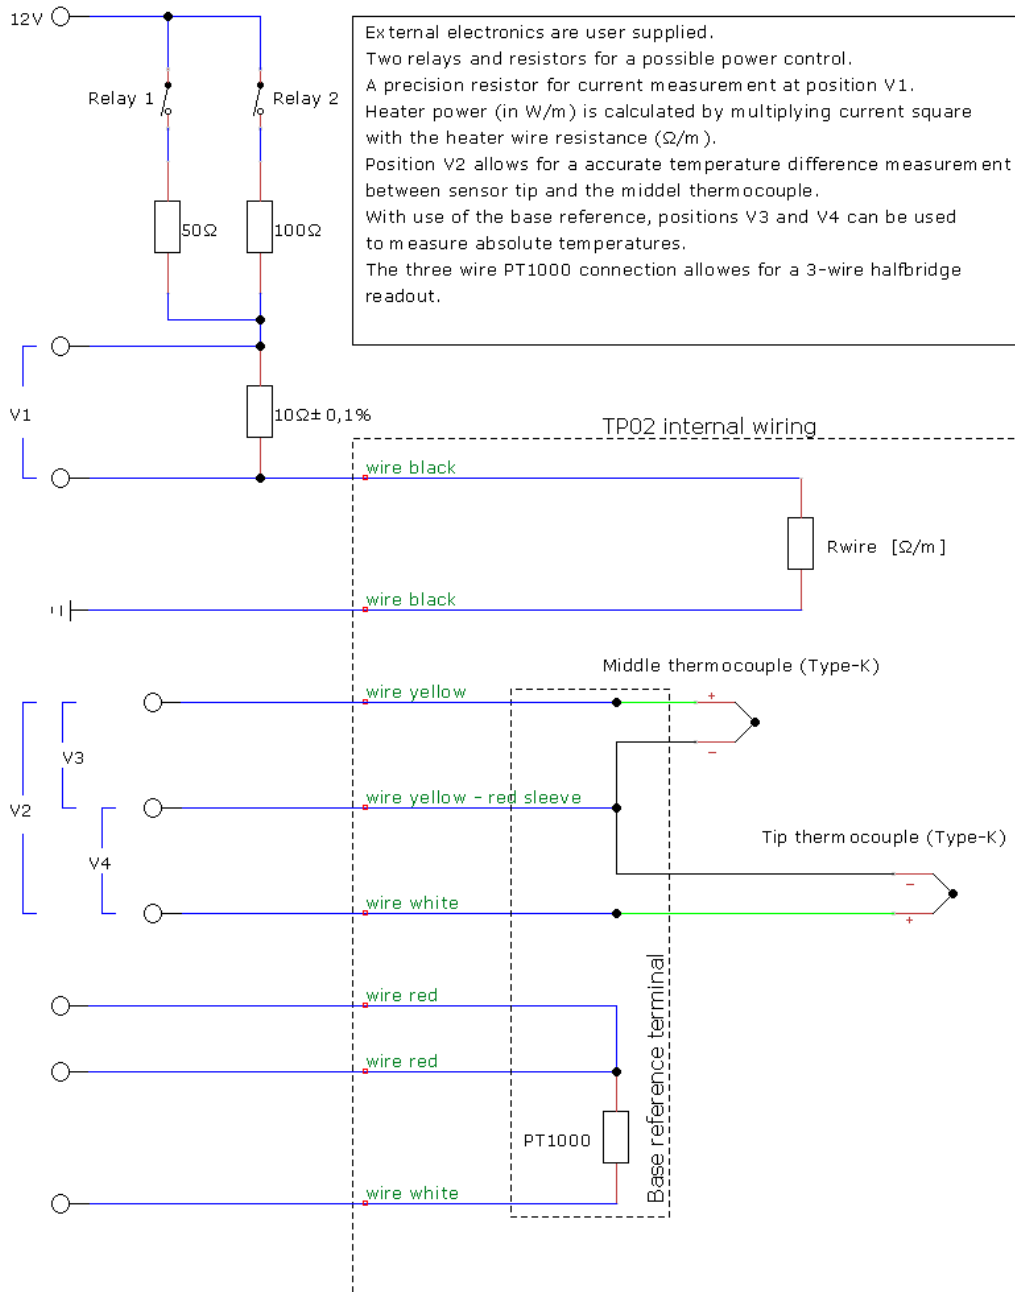 12V
External electronics are user supplied.
Two relays and resistors for a possible power control.
A precision resistor for current measurement at position V1.
Heater power (in W/m) is calculated by multiplying current square
with the heater wire resistance (Ω/m).
Position V2 allows for a accurate temperature difference measurement
between sensor tip and the middel thermocouple.
With use of the base reference, positions V3 and V4 can be used
to measure absolute temperatures.
The three wire PT1000 connection allowes for a 3-wire halfbridge
readout.
Relay 1
Relay 2
50Ω
100Ω
V1
10Ω±0,1%
TP02 internal wiring
wire black
Rwire [Ω/m]
wire black
Middle thermocouple (Type-K)
wire yellow
+
−
V3
V2
wire yellow - red sleeve
Tip thermocouple (Type-K)
V4
−
+
wire white
Base reference terminal
wire red
wire red
PT1000
wire white